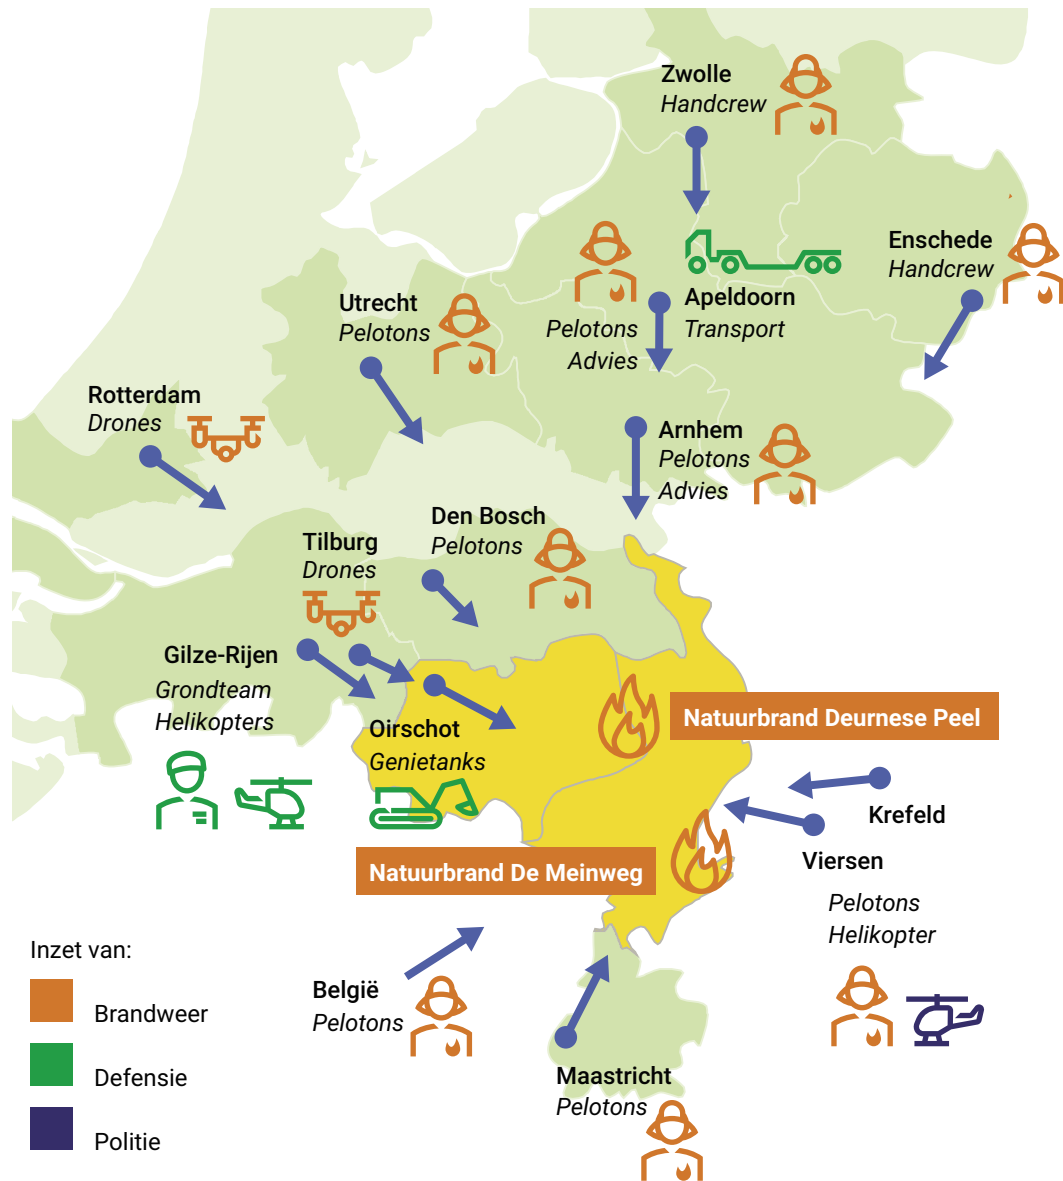 Zwolle
Handcrew
Enschede
Handcrew
Apeldoorn
Transport
Pelotons
Advies
Utrecht
Pelotons
Rotterdam
Drones
Arnhem
Pelotons
Advies
Den Bosch
Pelotons
Tilburg
Drones
Gilze-Rijen
Grondteam
Helikopters
Oirschot
Genietanks
Natuurbrand Deurnese Peel
Krefeld
Viersen
Pelotons
Helikopter
Natuurbrand De Meinweg
België
Pelotons
Maastricht
Pelotons
Inzet van:
Brandweer
Defensie
Politie